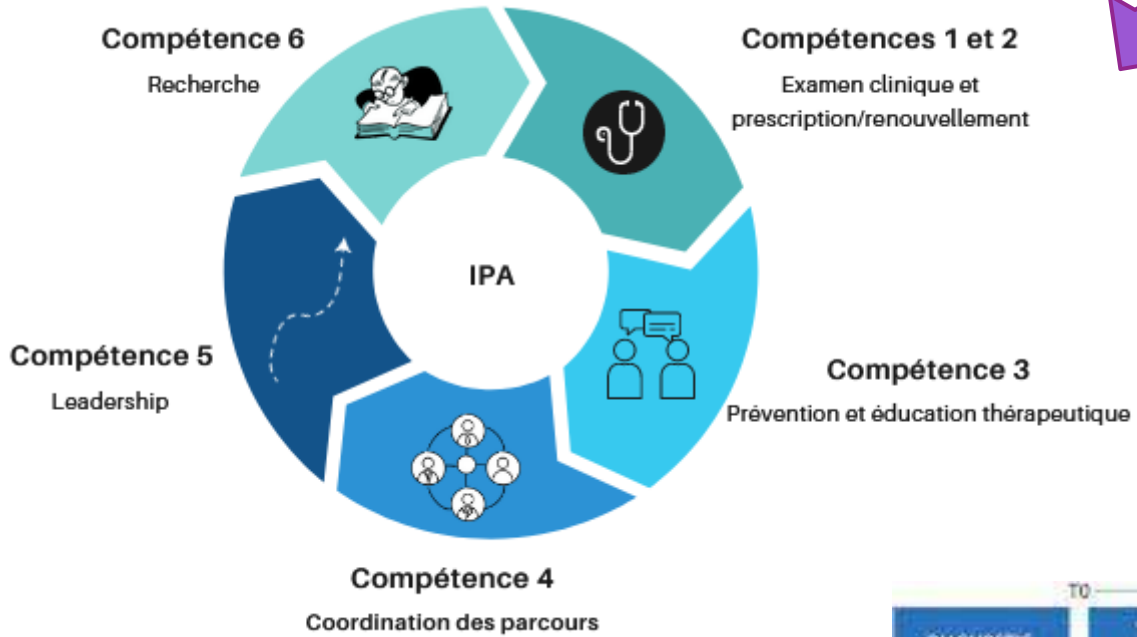 Compétence 6
Recherche
Compétences 1 et 2
Examen clinique et
prescription/renouvellement
IPA
Compétence 5
Leadership
Compétence 3
Prévention et éducation thérapeutique
Compétence 4
Coordination des parcours
T0